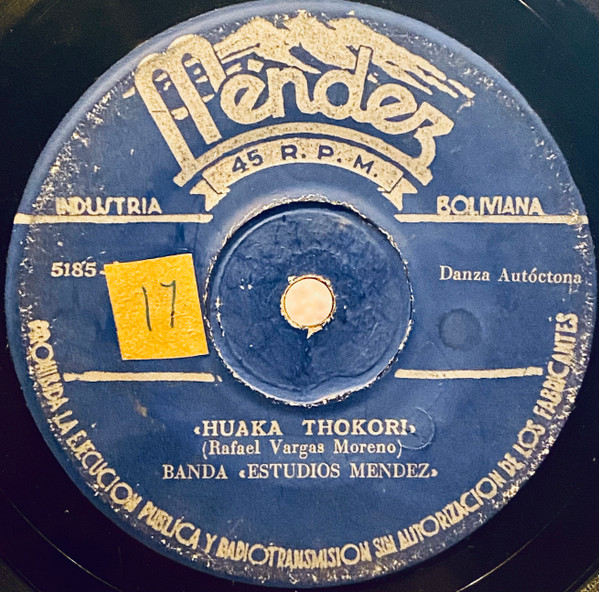 Méndez
45 R. P. M.
INDUSTRIA BOLIVIANA
5185- Danza Autóctona
17
«HUAKA THOKORI»
(Rafael Vargas Moreno)
BANDA «ESTUDIOS MENDEZ»
PROHIBIDA LA EJECUCION PUBLICA Y RADIOTRANSMISION SIN AUTORIZACION DE LOS FABRICANTES